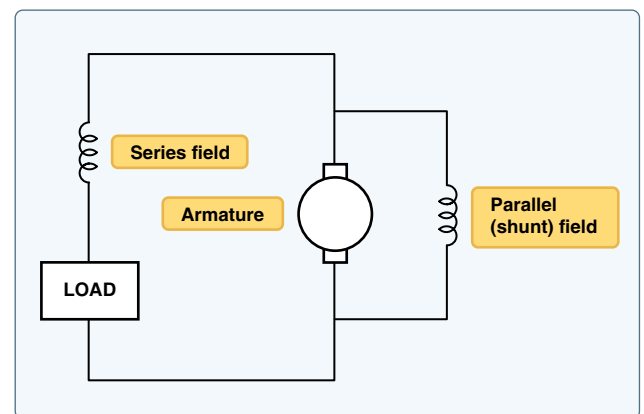 Series field
Armature
Parallel
(shunt) field
LOAD